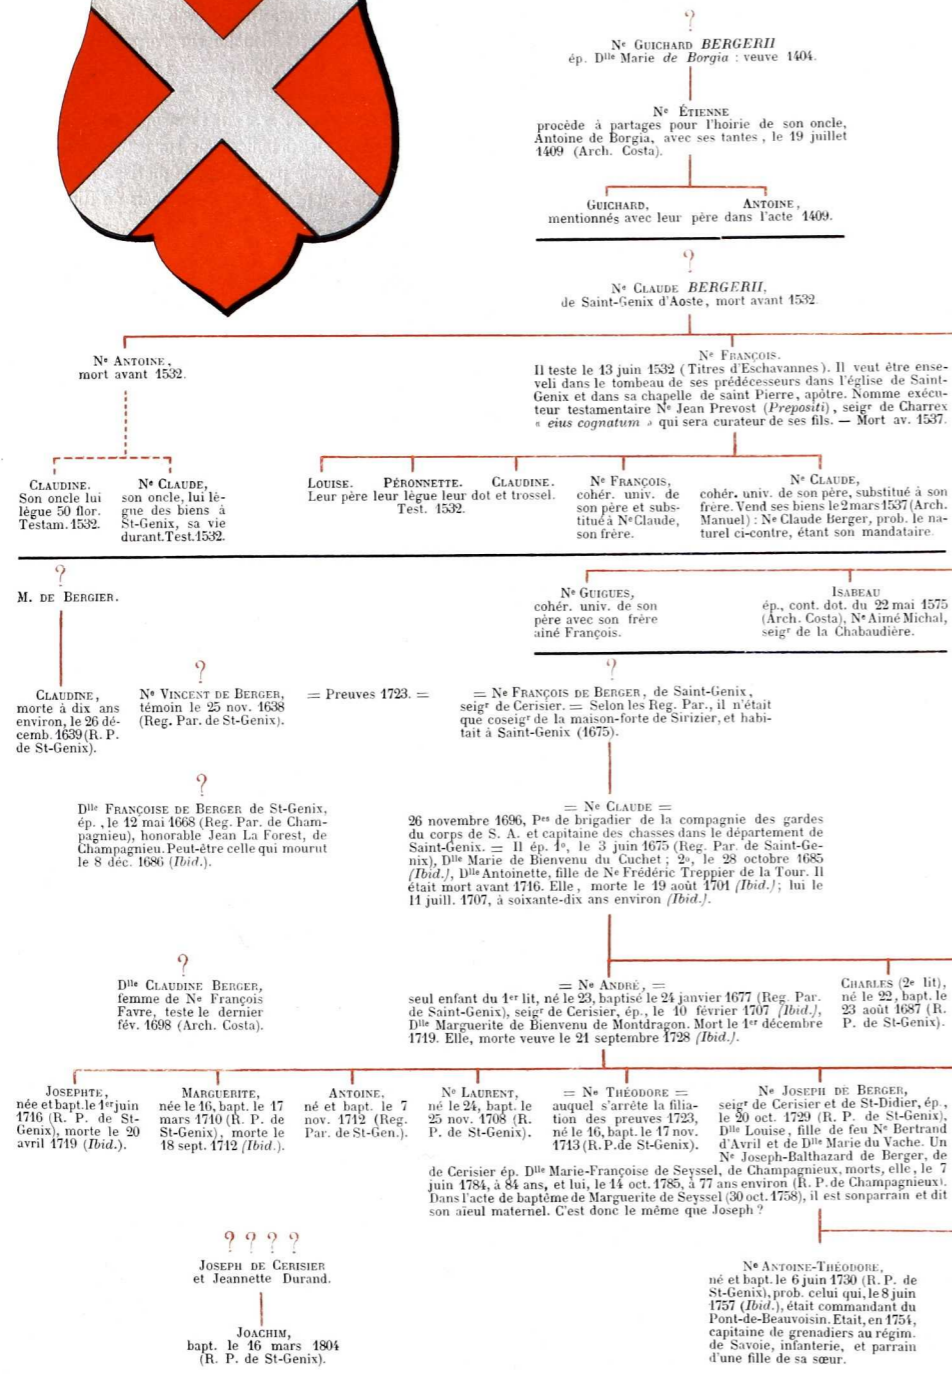 ?
Nᵉ GUICHARD BERGERII
ép. Dˡˡᵉ Marie de Borgia : veuve 1404.
Nᵉ ÉTIENNE
procède à partages pour l'hoirie de son oncle,
Antoine de Borgia, avec ses tantes, le 19 juillet
1409 (Arch. Costa).
GUICHARD, ANTOINE,
mentionnés avec leur père dans l'acte 1409.
?
Nᵉ CLAUDE BERGERII,
de Saint-Genix d'Aoste, mort avant 1532.
Nᵉ ANTOINE,
mort avant 1532.
Nᵉ FRANÇOIS.
Il teste le 13 juin 1532 (Titres d'Eschavannes). Il veut être ense-
veli dans le tombeau de ses prédécesseurs dans l'église de Saint-
Genix et dans sa chapelle de saint Pierre, apôtre. Nomme exécu-
teur testamentaire Nᵉ Jean Prevost (Prepositi), seigʳ de Charrex
« eius cognatum » qui sera curateur de ses fils. — Mort av. 1537.
CLAUDINE.
Son oncle lui
lègue 50 flor.
Testam. 1532.
Nᵉ CLAUDE,
son oncle, lui lè-
gue des biens à
St-Genix, sa vie
durant. Test. 1532.
LOUISE. PÉRONNETTE. CLAUDINE.
Leur père leur lègue leur dot et trossel.
Test. 1532.
Nᵉ FRANÇOIS,
cohér. univ. de
son père et subs-
titué à Nᵉ Claude,
son frère.
Nᵉ CLAUDE,
cohér. univ. de son père, substitué à son
frère. Vend ses biens le 2 mars 1537 (Arch.
Manuel) : Nᵉ Claude Berger, prob. le na-
turel ci-contre, étant son mandataire.
?
M. DE BERGIER.
Nᵉ GUIGUES,
cohér. univ. de son
père avec son frère
ainé François.
ISABEAU
ép., cont. dot. du 22 mai 1575
(Arch. Costa), Nᵉ Aimé Michal,
seigʳ de la Chabaudière.
CLAUDINE,
morte à dix ans
environ, le 26 dé-
cemb. 1639 (R. P.
de St-Genix).
?
Nᵉ VINCENT DE BERGER,
témoin le 25 nov. 1638
(Reg. Par. de St-Genix).
= Preuves 1723. =
?
= Nᵉ FRANÇOIS DE BERGER, de Saint-Genix,
seigʳ de Cerisier. = Selon les Reg. Par., il n'était
que coseigʳ de la maison-forte de Sirizier, et habi-
tait à Saint-Genix (1675).
?
Dˡˡᵉ FRANÇOISE DE BERGER de St-Genix,
ép., le 12 mai 1668 (Reg. Par. de Cham-
pagnieu), honorable Jean La Forest, de
Champagnieu. Peut-être celle qui mourut
le 8 déc. 1686 (Ibid.).
= Nᵉ CLAUDE =
26 novembre 1696, Pᵉˢ de brigadier de la compagnie des gardes
du corps de S. A. et capitaine des chasses dans le département de
Saint-Genix. = Il ép. 1º, le 3 juin 1675 (Reg. Par. de Saint-Ge-
nix), Dˡˡᵉ Marie de Bienvenu du Cuchet ; 2º, le 28 octobre 1685
(Ibid.), Dˡˡᵉ Antoinette, fille de Nᵉ Frédéric Treppier de la Tour. Il
était mort avant 1716. Elle, morte le 19 août 1701 (Ibid.) ; lui le
11 juill. 1707, à soixante-dix ans environ (Ibid.).
?
Dˡˡᵉ CLAUDINE BERGER,
femme de Nᵉ François
Favre, teste le dernier
fév. 1698 (Arch. Costa).
= Nᵉ ANDRÉ, =
seul enfant du 1ᵉʳ lit, né le 23, baptisé le 24 janvier 1677 (Reg. Par.
de Saint-Genix), seigʳ de Cerisier, ép., le 10 février 1707 (Ibid.),
Dˡˡᵉ Marguerite de Bienvenu de Montdragon. Mort le 1ᵉʳ décembre
1719. Elle, morte veuve le 21 septembre 1728 (Ibid.).
CHARLES (2ᵉ lit),
né le 22, bapt. le
23 août 1687 (R.
P. de St-Genix).
JOSEPHTE,
née et bapt. le 1ᵉʳ juin
1716 (R. P. de St-
Genix), morte le 20
avril 1719 (Ibid.).
MARGUERITE,
née le 16, bapt. le 17
mars 1710 (R. P. de
St-Genix), morte le
18 sept. 1712 (Ibid.).
ANTOINE,
né et bapt. le 7
nov. 1712 (Reg.
Par. de St-Gen.).
Nᵉ LAURENT,
né le 24, bapt. le
25 nov. 1708 (R.
P. de St-Genix).
= Nᵉ THÉODORE =
auquel s'arrête la filia-
tion des preuves 1723,
né le 16, bapt. le 17 nov.
1713 (R. P. de St-Genix).
Nᵉ JOSEPH DE BERGER,
seigʳ de Cerisier et de St-Didier, ép.,
le 20 oct. 1729 (R. P. de St-Genix),
Dˡˡᵉ Louise, fille de feu Nᵉ Bertrand
d'Avril et de Dˡˡᵉ Marie du Vache. Un
Nᵉ Joseph-Balthazard de Berger, de
de Cerisier ép. Dˡˡᵉ Marie-Françoise de Seyssel, de Champagnieux, morts, elle, le 7
juin 1784, à 84 ans, et lui, le 14 oct. 1785, à 77 ans environ (R. P. de Champagnieux).
Dans l'acte de baptême de Marguerite de Seyssel (30 oct. 1758), il est son parrain et dit
son aïeul maternel. C'est donc le même que Joseph ?
? ? ? ?
JOSEPH DE CERISIER
et Jeannette Durand.
JOACHIM,
bapt. le 16 mars 1804
(R. P. de St-Genix).
Nᵉ ANTOINE-THÉODORE,
né et bapt. le 6 juin 1730 (R. P. de
St-Genix), prob. celui qui, le 8 juin
1757 (Ibid.), était commandant du
Pont-de-Beauvoisin. Etait, en 1754,
capitaine de grenadiers au régim.
de Savoie, infanterie, et parrain
d'une fille de sa sœur.